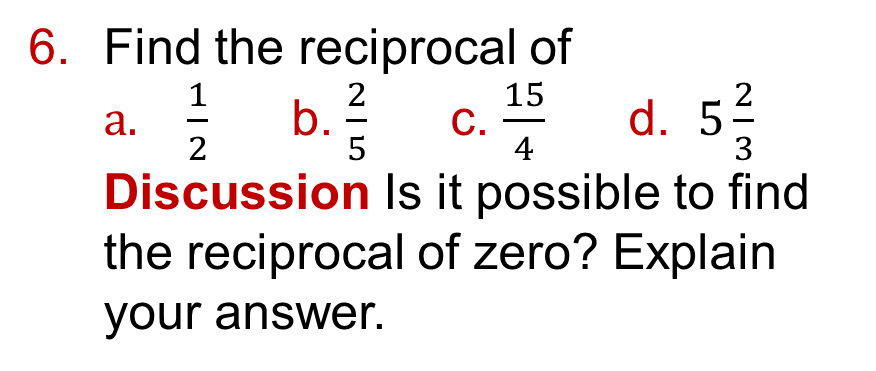 6. Find the reciprocal of
a. 1/2 b. 2/5 c. 15/4 d. 5 2/3
Discussion Is it possible to find
the reciprocal of zero? Explain
your answer.